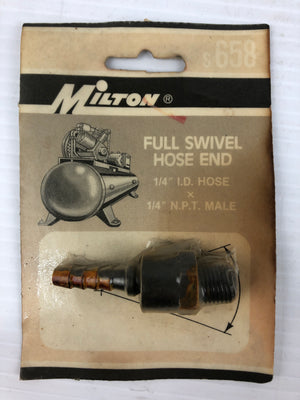 s 658
MILTON ®
FULL SWIVEL
HOSE END
1/4" I.D. HOSE
×
1/4" N.P.T. MALE